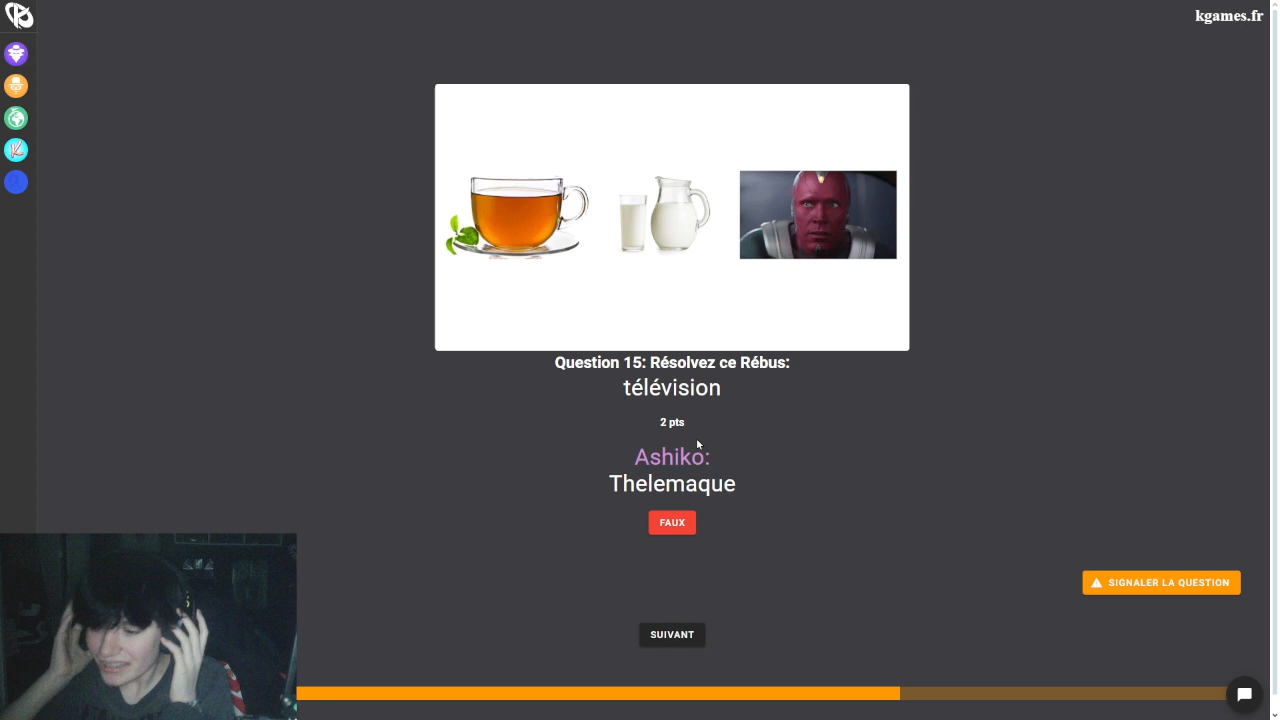 kgames.fr
Question 15: Résolvez ce Rébus:
télévision
2 pts
Ashiko:
Thelemaque
FAUX
SIGNALER LA QUESTION
SUIVANT